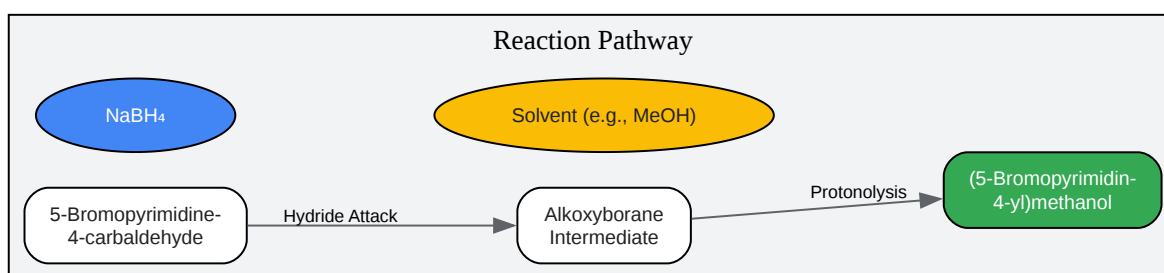 Reaction Pathway
NaBH₄
Solvent (e.g., MeOH)
5-Bromopyrimidine-
4-carbaldehyde
Hydride Attack
Alkoxyborane
Intermediate
Protonolysis
(5-Bromopyrimidin-
4-yl)methanol